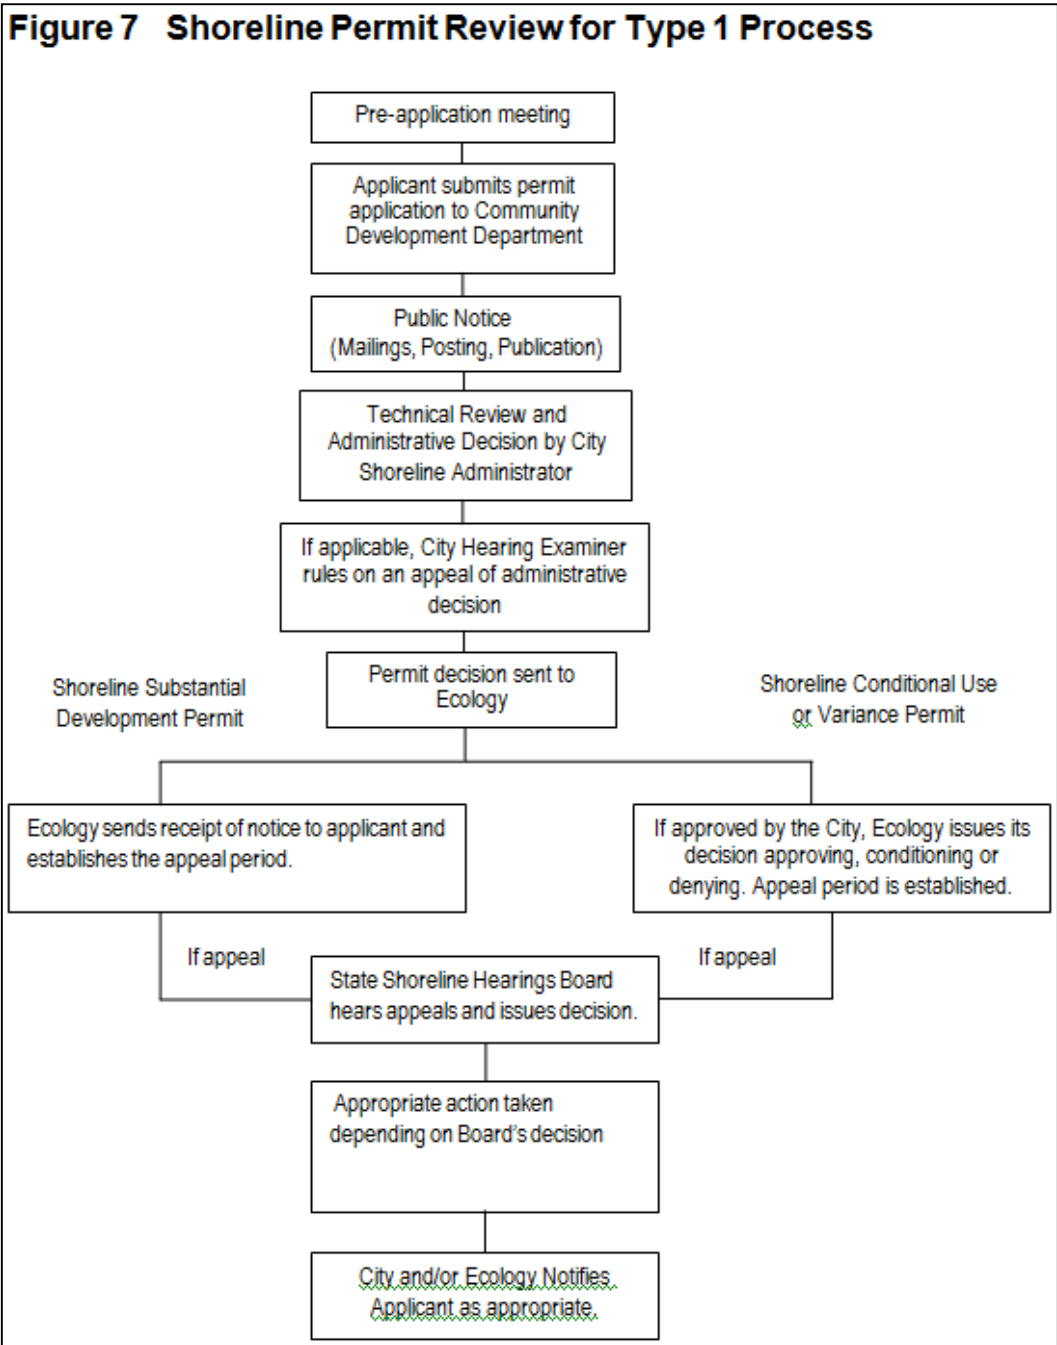 Figure 7 Shoreline Permit Review for Type 1 Process
Pre-application meeting
Applicant submits permit
application to Community
Development Department
Public Notice
(Mailings, Posting, Publication)
Technical Review and
Administrative Decision by City
Shoreline Administrator
If applicable, City Hearing Examiner
rules on an appeal of administrative
decision
Permit decision sent to
Ecology
Shoreline Substantial
Development Permit
Shoreline Conditional Use
or Variance Permit
Ecology sends receipt of notice to applicant and
establishes the appeal period.
If approved by the City, Ecology issues its
decision approving, conditioning or
denying. Appeal period is established.
If appeal
If appeal
State Shoreline Hearings Board
hears appeals and issues decision.
Appropriate action taken
depending on Board's decision
City and/or Ecology Notifies
Applicant as appropriate.